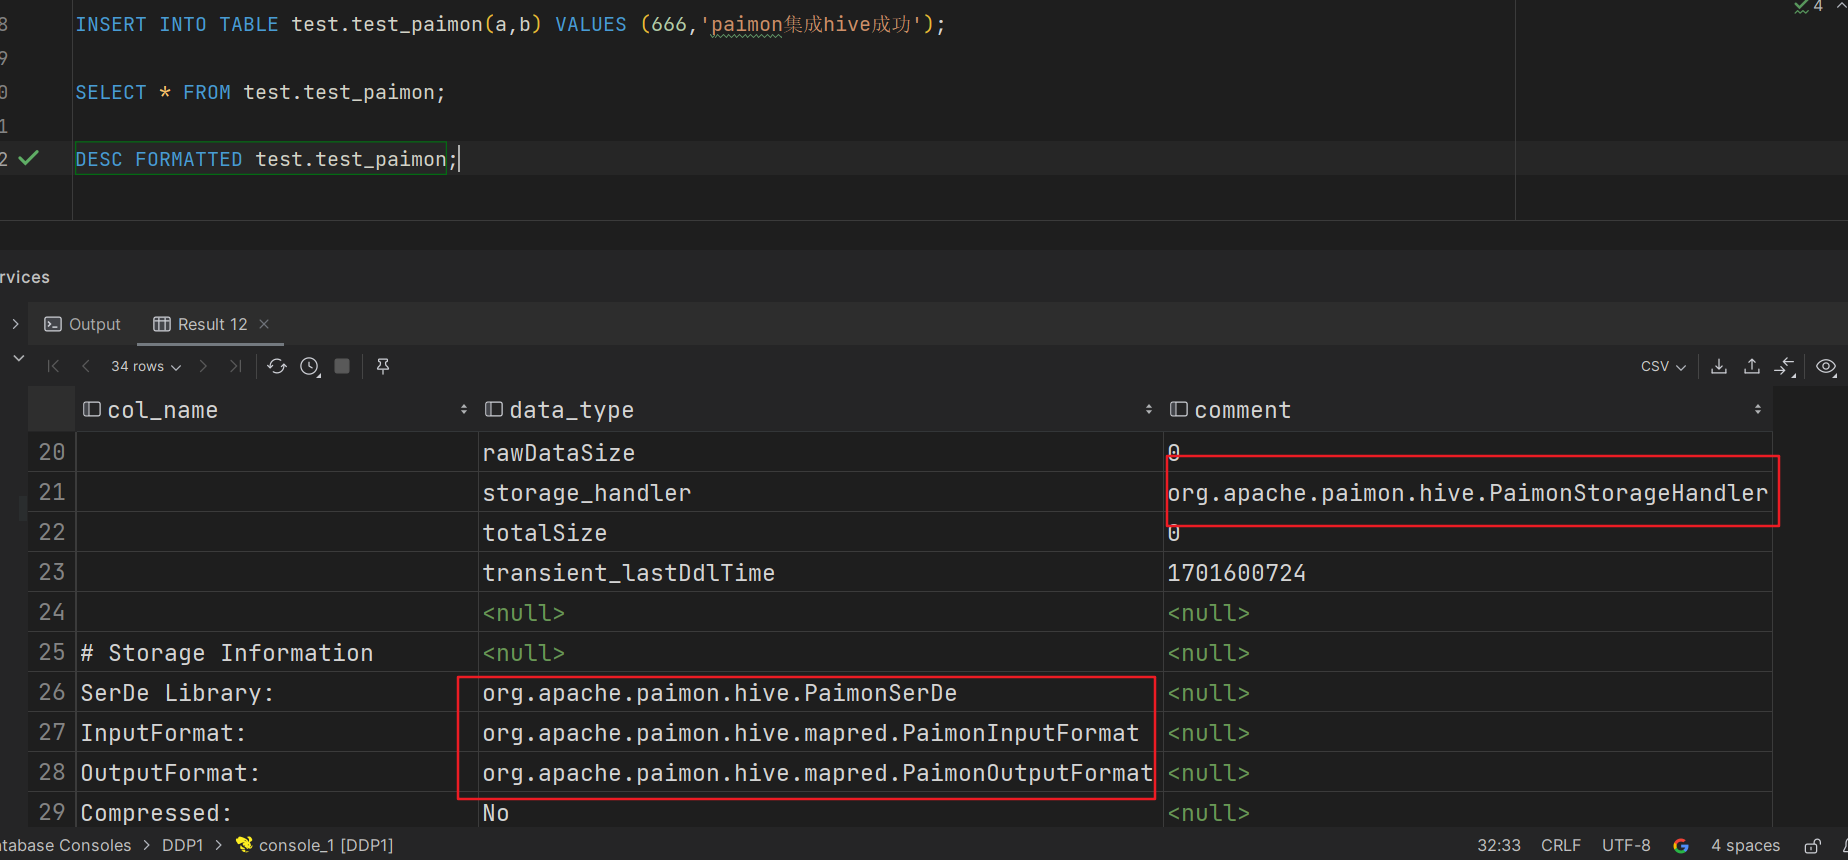 8 INSERT INTO TABLE test.test_paimon(a,b) VALUES (666,'paimon集成hive成功');
4
9
0 SELECT * FROM test.test_paimon;
1
2 DESC FORMATTED test.test_paimon;
rvices
Output Result 12
34 rows CSV
col_name data_type comment
20 rawDataSize 0
21 storage_handler org.apache.paimon.hive.PaimonStorageHandler
22 totalSize 0
23 transient_lastDdlTime 1701600724
24 <null> <null>
25 # Storage Information <null> <null>
26 SerDe Library: org.apache.paimon.hive.PaimonSerDe <null>
27 InputFormat: org.apache.paimon.hive.mapred.PaimonInputFormat <null>
28 OutputFormat: org.apache.paimon.hive.mapred.PaimonOutputFormat <null>
29 Compressed: No <null>
atabase Consoles > DDP1 > console_1 [DDP1] 32:33 CRLF UTF-8 G 4 spaces